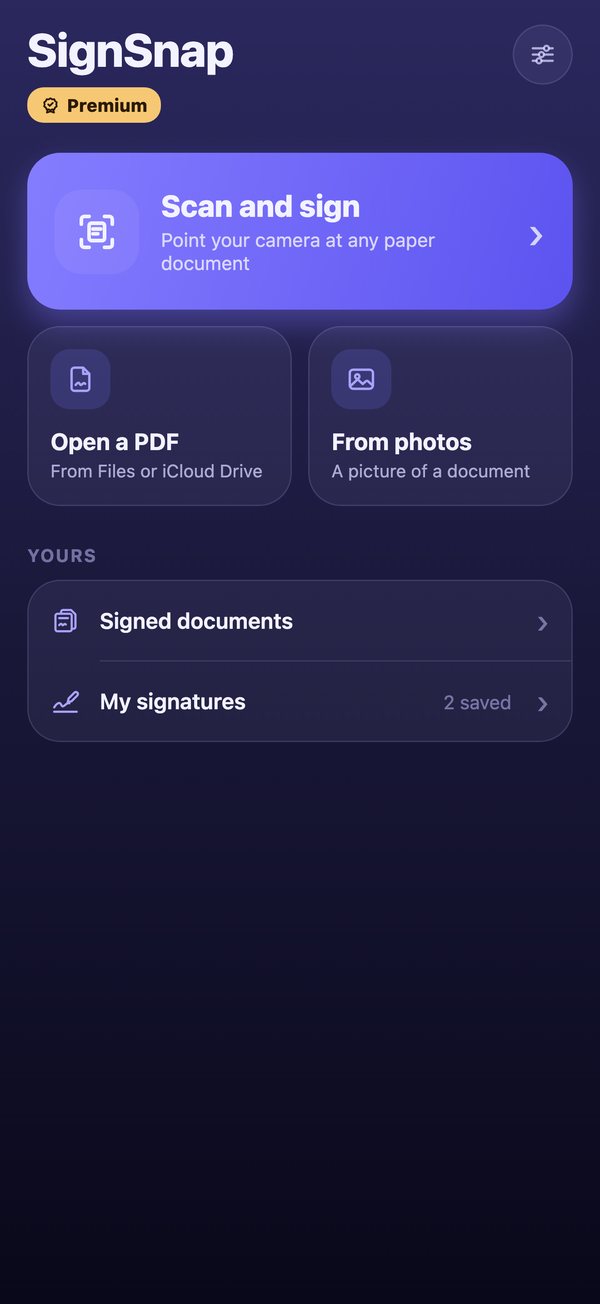 SignSnap
Premium
Scan and sign
Point your camera at any paper
document
Open a PDF
From Files or iCloud Drive
From photos
A picture of a document
YOURS
Signed documents
My signatures
2 saved